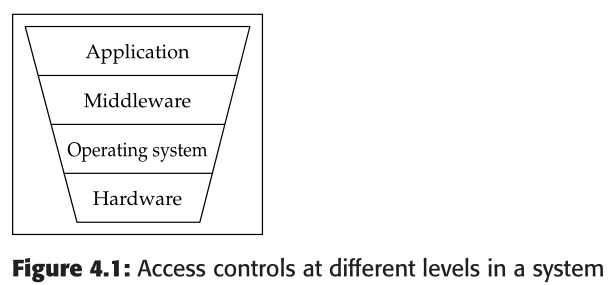 Application
Middleware
Operating system
Hardware
Figure 4.1: Access controls at different levels in a system